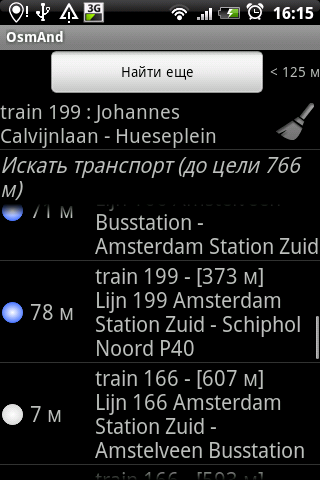 3G
16:15
OsmAnd
Найти еще
< 125 м
train 199 : Johannes
Calvijnlaan - Hueseplein
Искать транспорт (до цели 766
м)
71 м
Busstation -
Amsterdam Station Zuid
train 199 - [373 м]
78 м
Lijn 199 Amsterdam
Station Zuid - Schiphol
Noord P40
train 166 - [607 м]
7 м
Lijn 166 Amsterdam
Station Zuid -
Amstelveen Busstation